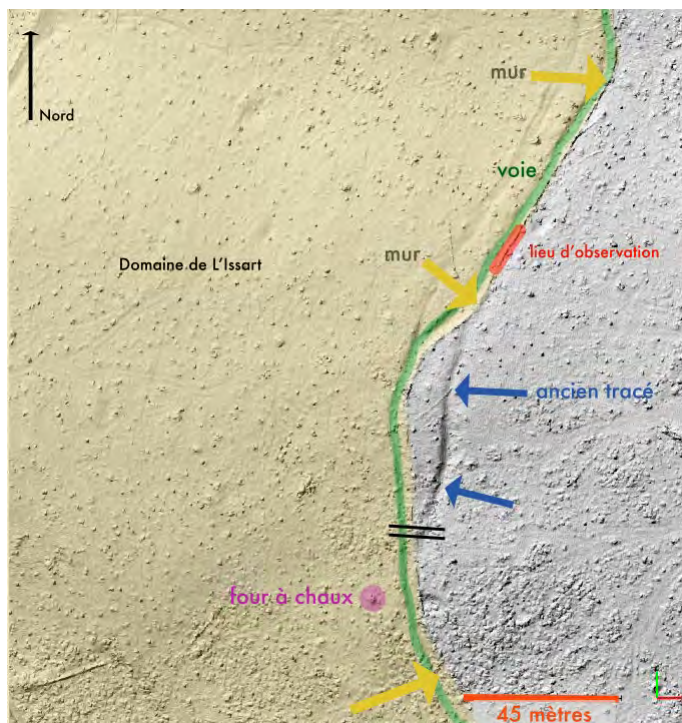 mur
Nord
voie
mur
lieu d'observation
Domaine de L'Issart
ancien tracé
four à chaux
45 mètres